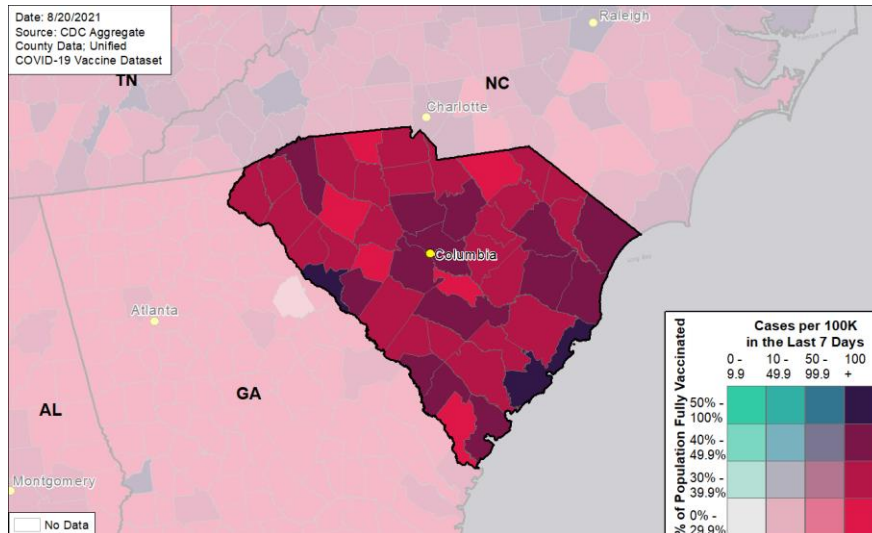 Date: 8/20/2021
Source: CDC Aggregate
County Data; Unified
COVID-19 Vaccine Dataset
Raleigh
TN
NC
Charlotte
Columbia
Atlanta
AL
GA
Montgomery
No Data
Cases per 100K
in the Last 7 Days
0 -
9.9
10 -
49.9
50 -
99.9
100
+
% of Population Fully Vaccinated
50% -
100%
40% -
49.9%
30% -
39.9%
0% -
29.9%